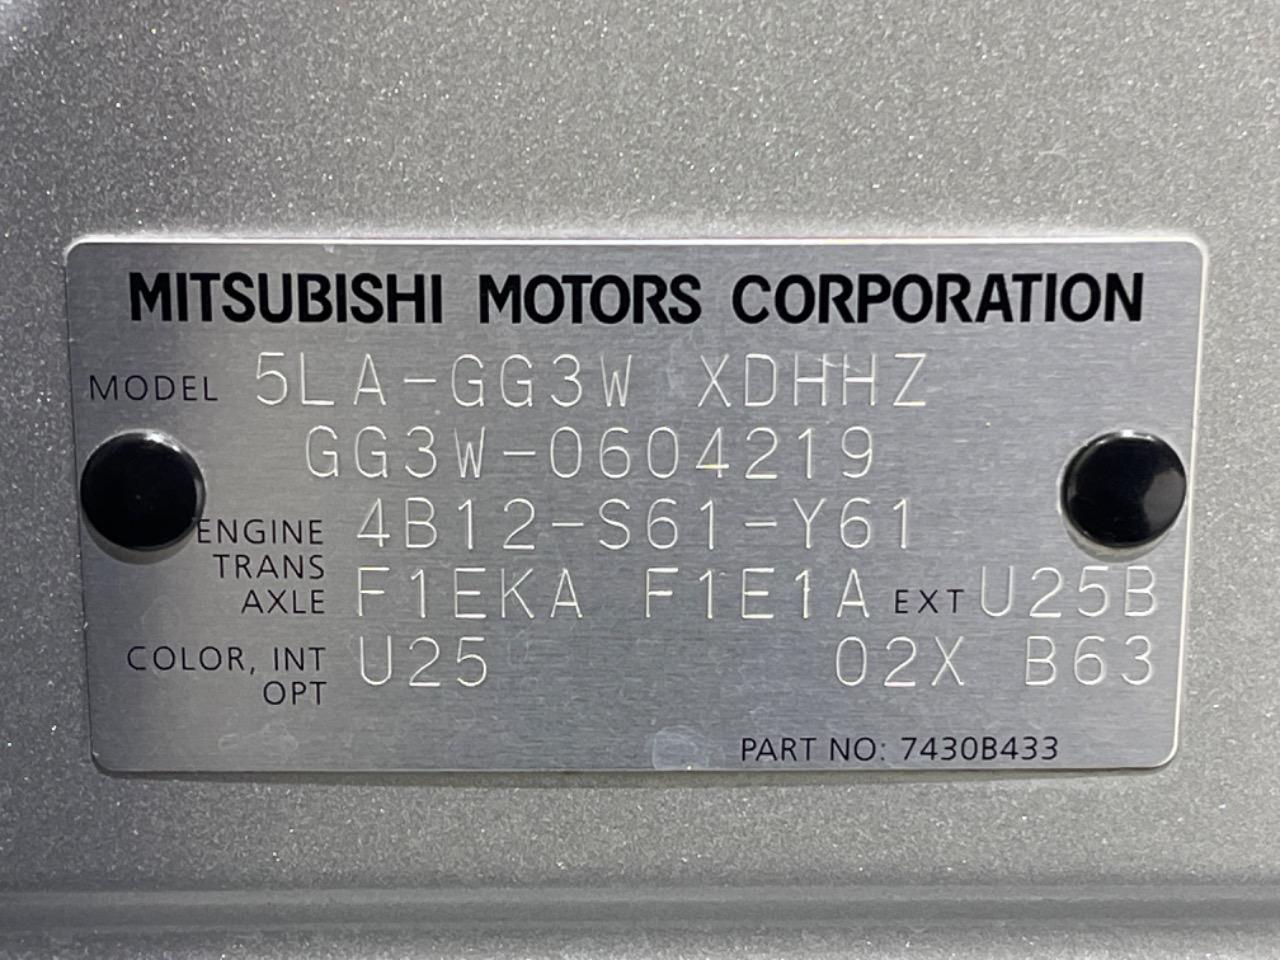 MITSUBISHI MOTORS CORPORATION
MODEL 5LA-GG3W XDHHZ
GG3W-0604219
ENGINE 4B12-S61-Y61
TRANS
AXLE F1EKA F1E1A EXT U25B
COLOR, INT U25 02X B63
OPT
PART NO: 7430B433